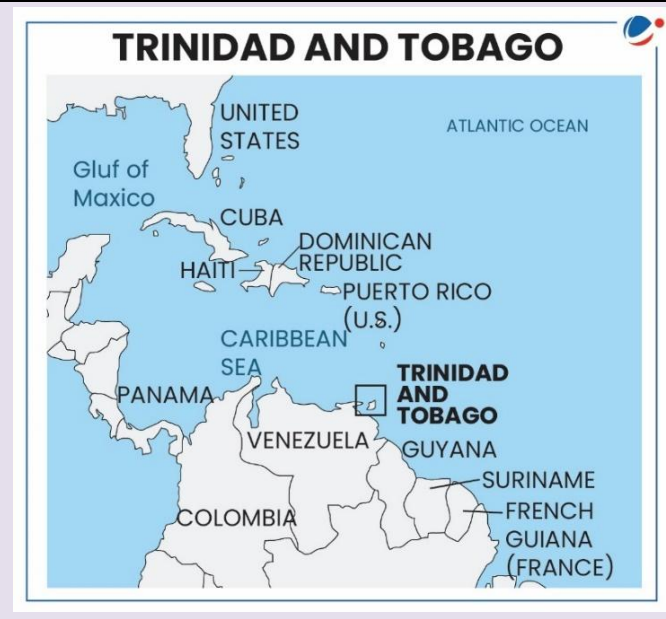 TRINIDAD AND TOBAGO
UNITED
STATES
ATLANTIC OCEAN
Gluf of
Maxico
CUBA
DOMINICAN
REPUBLIC
HAITI
PUERTO RICO
(U.S.)
CARIBBEAN
SEA
TRINIDAD
AND
TOBAGO
PANAMA
VENEZUELA
GUYANA
SURINAME
COLOMBIA
FRENCH
GUIANA
(FRANCE)